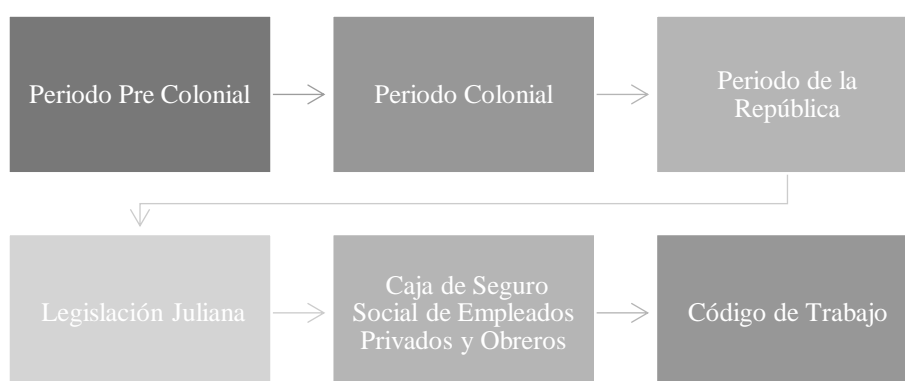 Periodo Pre Colonial
Periodo Colonial
Periodo de la
República
Legislación Juliana
Caja de Seguro
Social de Empleados
Privados y Obreros
Código de Trabajo